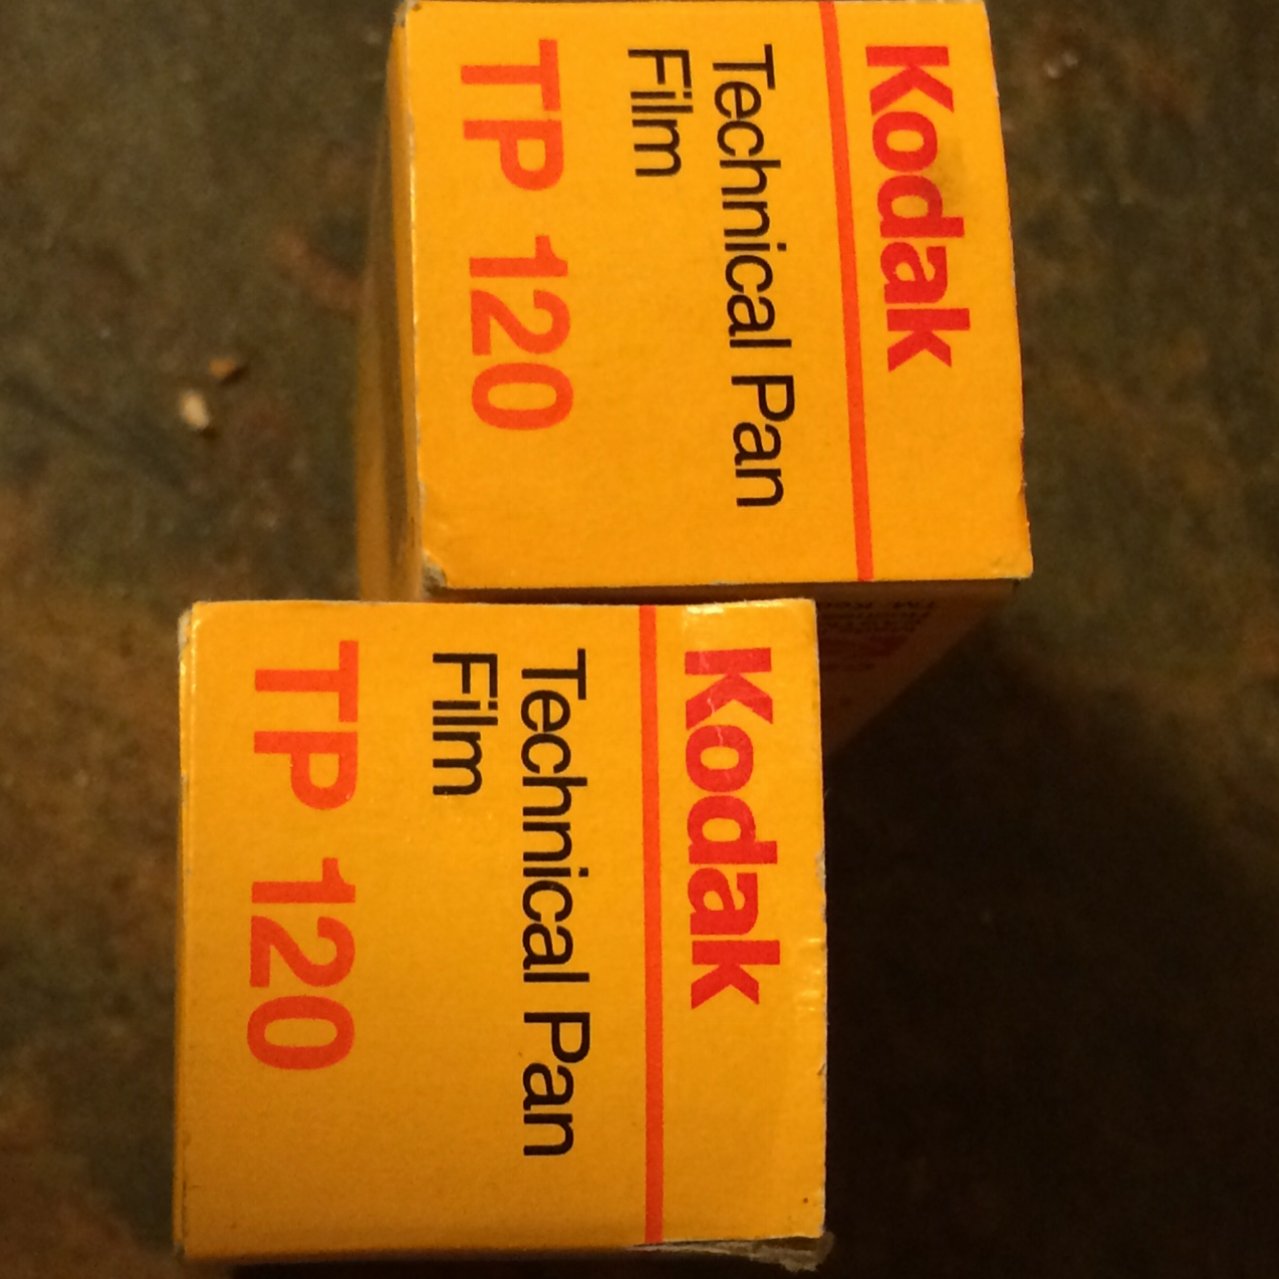 Kodak
Technical Pan
Film
TP 120
Kodak
Technical Pan
Film
TP 120